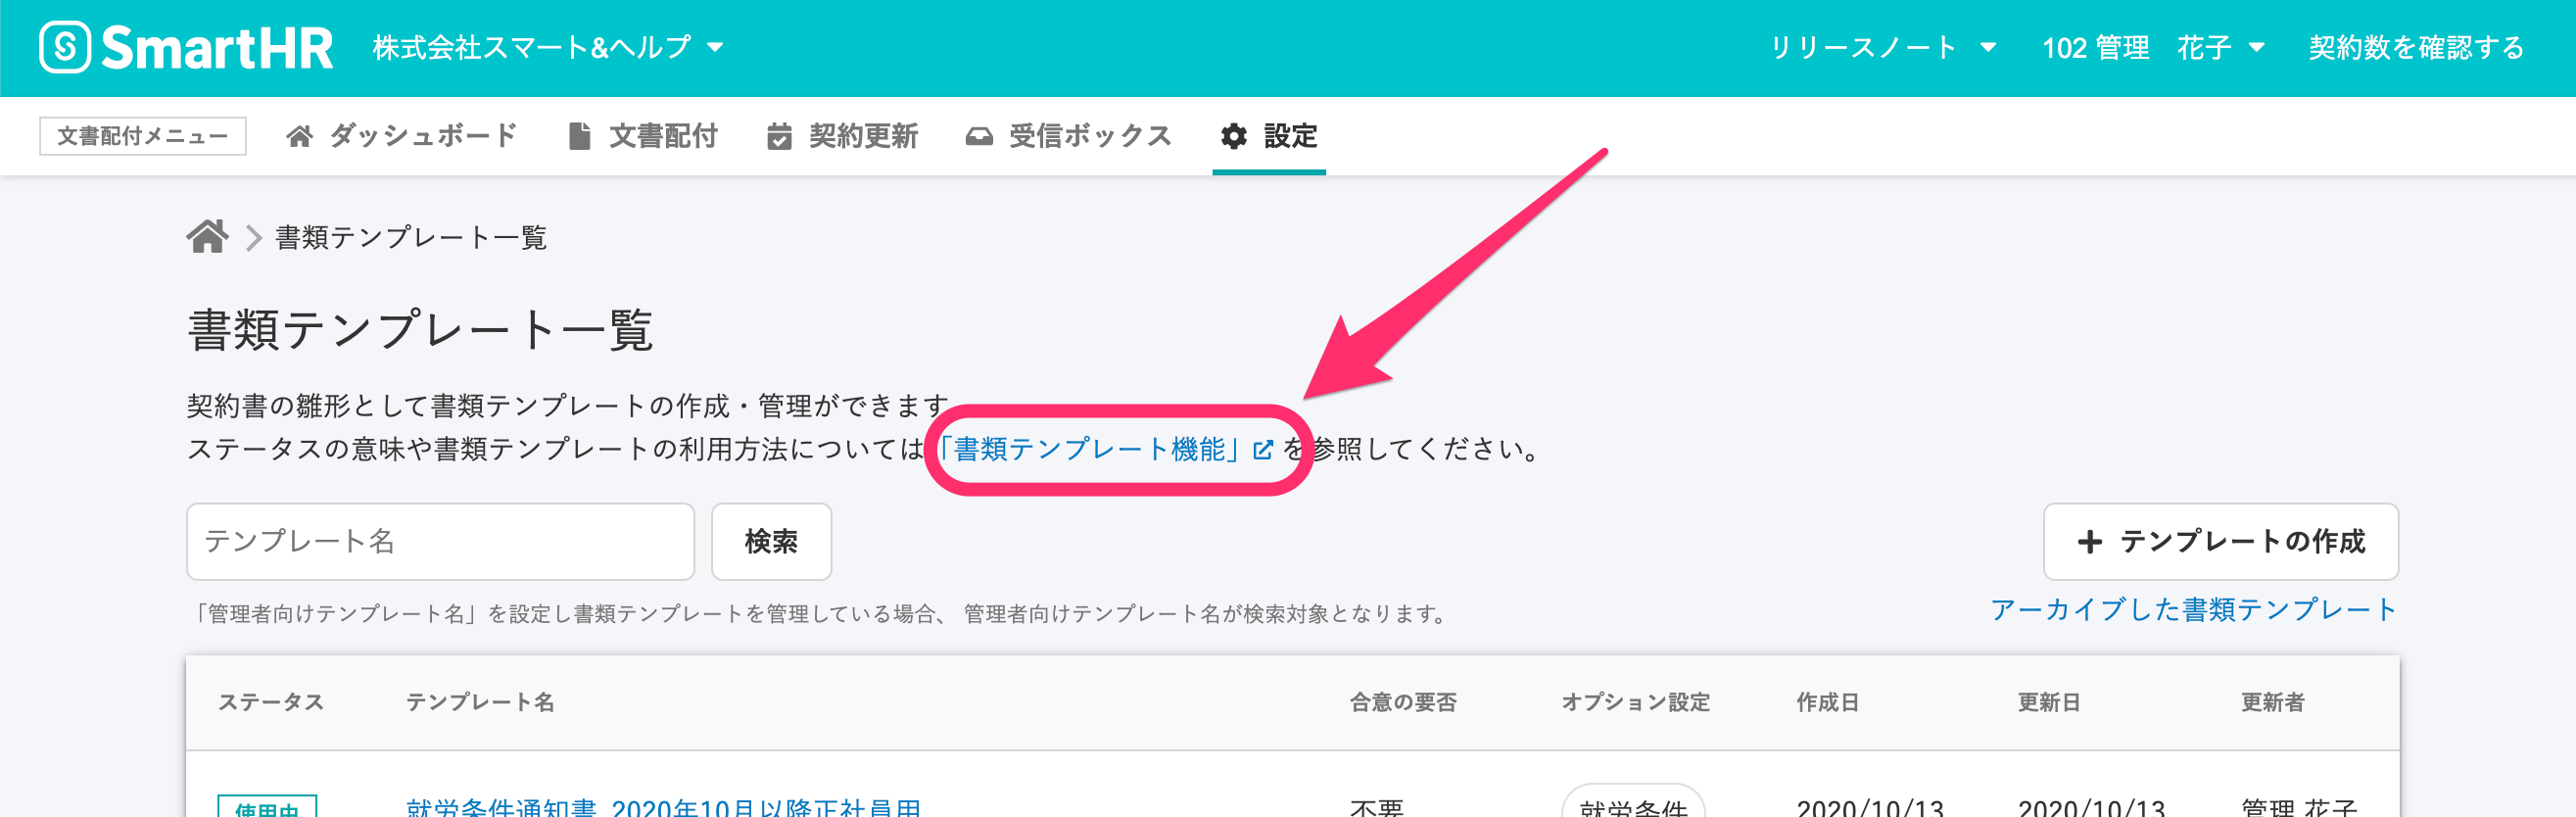 SmartHR 株式会社スマート&ヘルプ リリースノート 102 管理 花子 契約数を確認する
文書配付メニュー ダッシュボード 文書配付 契約更新 受信ボックス 設定
書類テンプレート一覧
書類テンプレート一覧
契約書の雛形として書類テンプレートの作成・管理ができます
ステータスの意味や書類テンプレートの利用方法については「書類テンプレート機能」を参照してください。
テンプレート名 検索 テンプレートの作成
「管理者向けテンプレート名」を設定し書類テンプレートを管理している場合、 管理者向けテンプレート名が検索対象となります。
アーカイブした書類テンプレート
ステータス テンプレート名 合意の要否 オプション設定 作成日 更新日 更新者
使用中 就労条件通知書_2020年10月以降正社員用 不要 就労条件 2020/10/13 2020/10/13 管理 花子